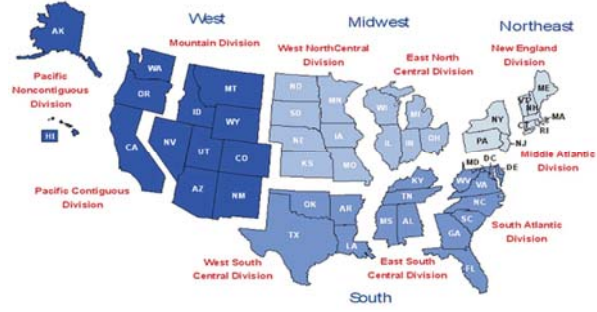 West
Midwest
Northeast
AK
Mountain Division
West NorthCentral
Division
East North
Central Division
New England
Division
Pacific
Noncontiguous
Division
WA
OR
MT
ID
WY
ND
MN
SD
WI
MI
IA
NE
IL
IN
OH
ME
VT
NH
NY
MA
CT
RI
PA
NJ
HI
CA
NV
UT
CO
KS
MO
MD
DC
DE
Middle Atlantic
Division
AZ
NM
OK
AR
KY
TN
WV
VA
NC
SC
Pacific Contiguous
Division
TX
LA
MS
AL
GA
FL
South Atlantic
Division
West South
Central Division
East South
Central Division
South